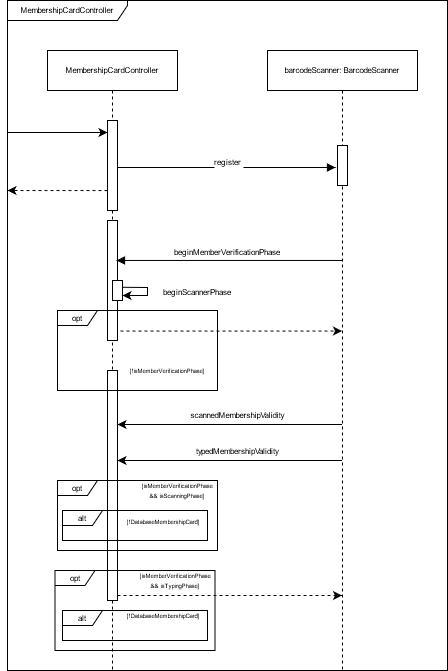 MembershipCardController
MembershipCardController
barcodeScanner: BarcodeScanner
register
beginMemberVerificationPhase
beginScannerPhase
opt
[!isMemberVerificationPhase]
scannedMembershipValidity
typedMembershipValidity
opt
[isMemberVerificationPhase
&& isScanningPhase]
alt
[!DatabaseMembershipCard]
opt
[isMemberVerificationPhase
&& isTypingPhase]
alt
[!DatabaseMembershipCard]